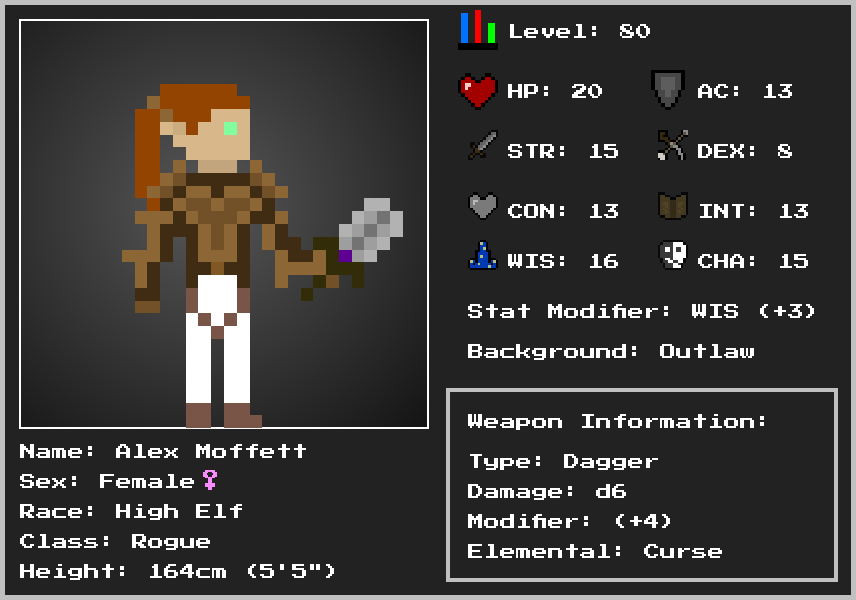 Level: 80
HP: 20 AC: 13
STR: 15 DEX: 8
CON: 13 INT: 13
WIS: 16 CHA: 15
Stat Modifier: WIS (+3)
Background: Outlaw
Weapon Information:
Type: Dagger
Damage: d6
Modifier: (+4)
Elemental: Curse
Name: Alex Moffett
Sex: Female♀
Race: High Elf
Class: Rogue
Height: 164cm (5'5")